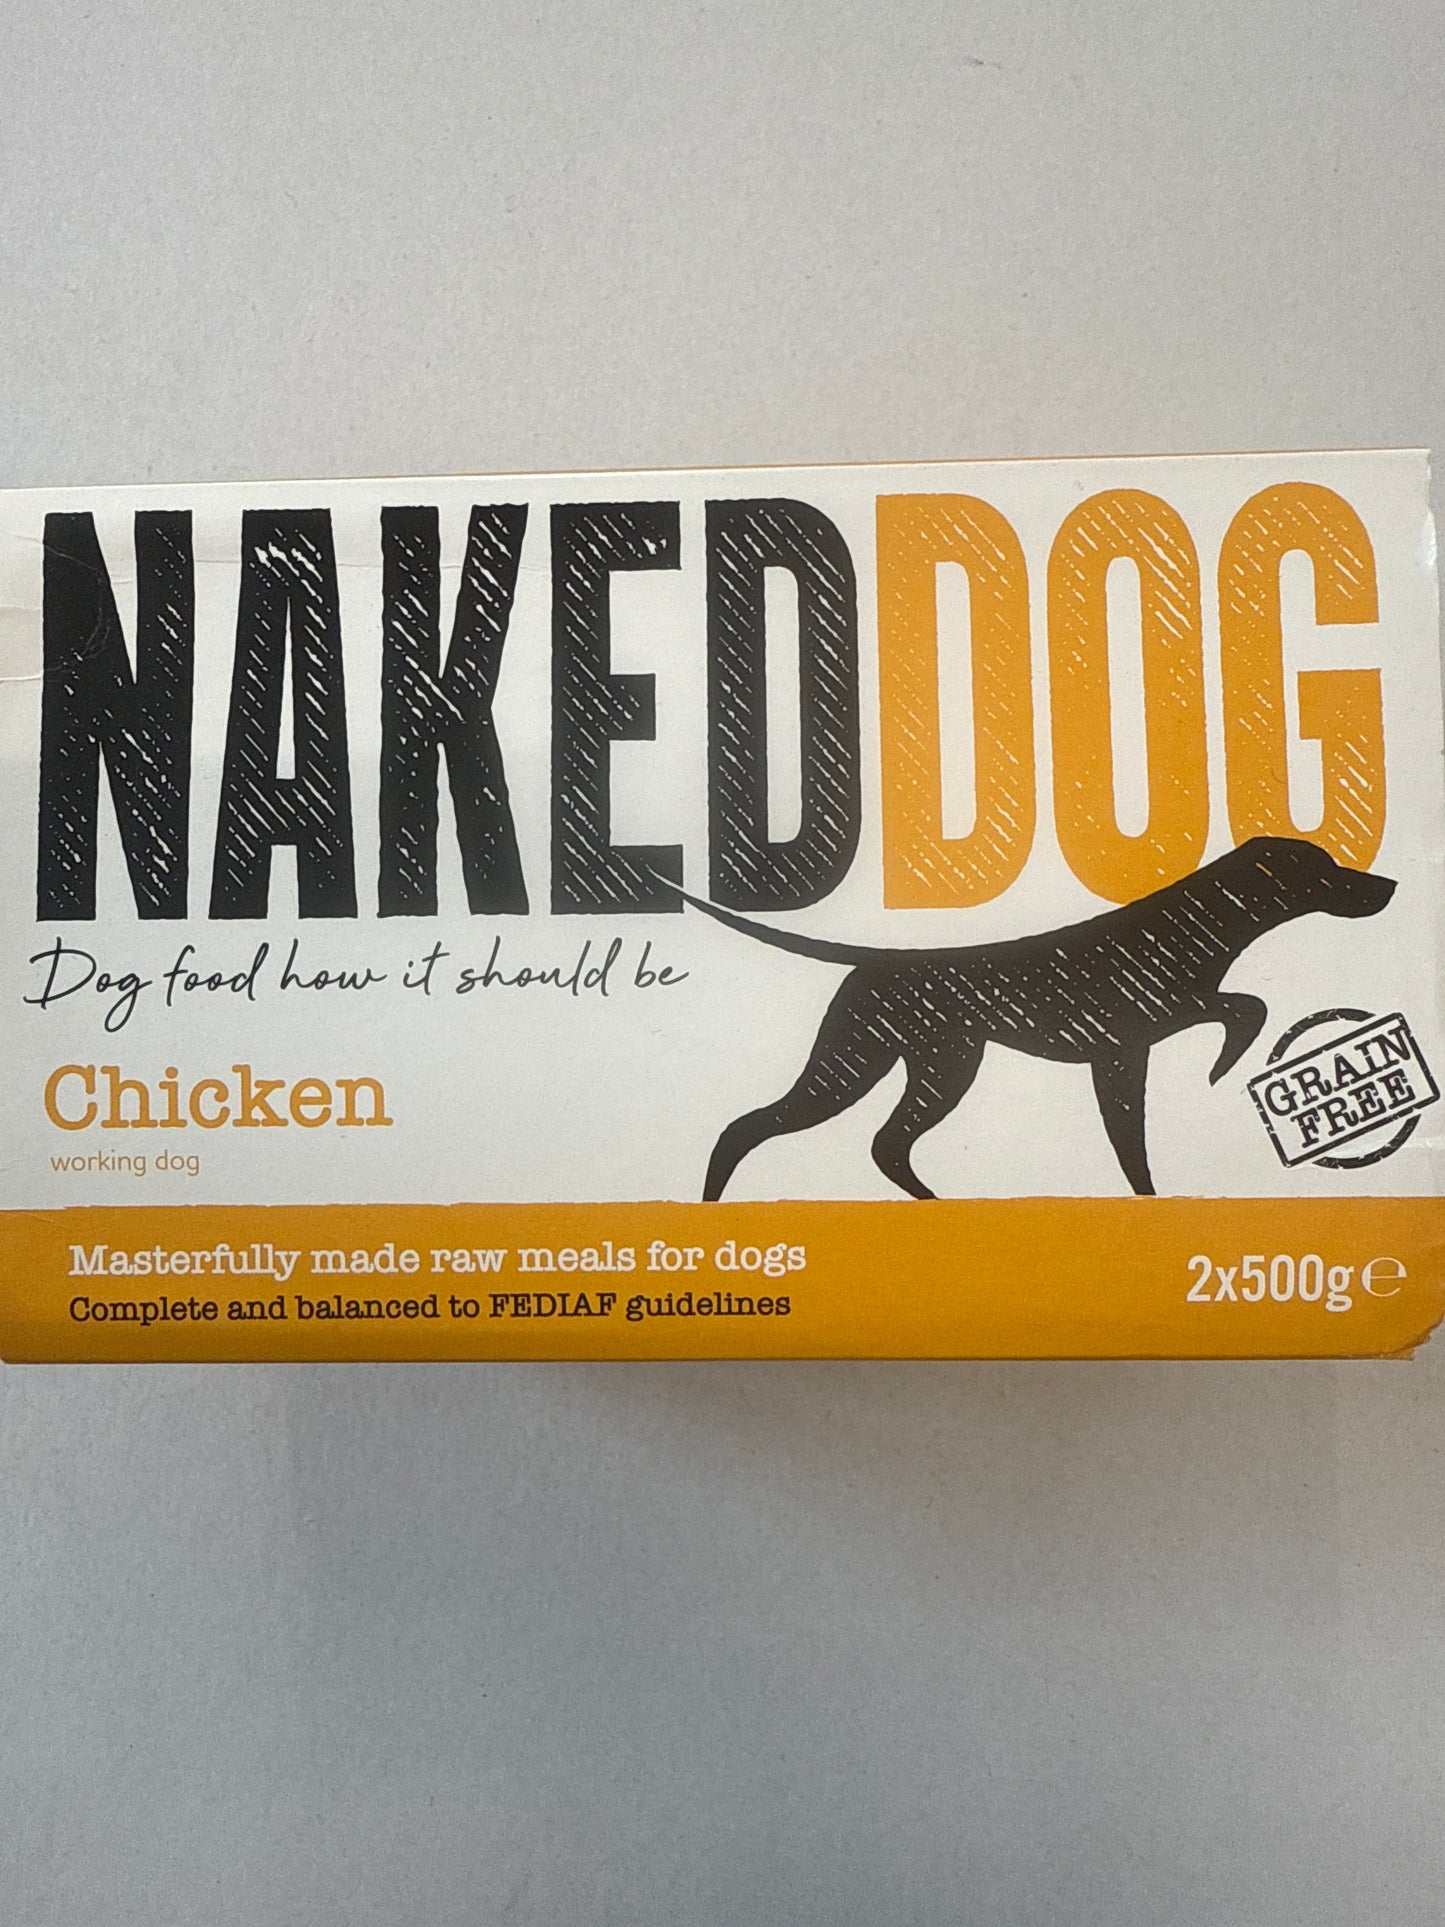 NAKEDDOG
Dog food how it should be
Chicken
working dog
GRAIN
FREE
Masterfully made raw meals for dogs
Complete and balanced to FEDIAF guidelines
2x500g ℮